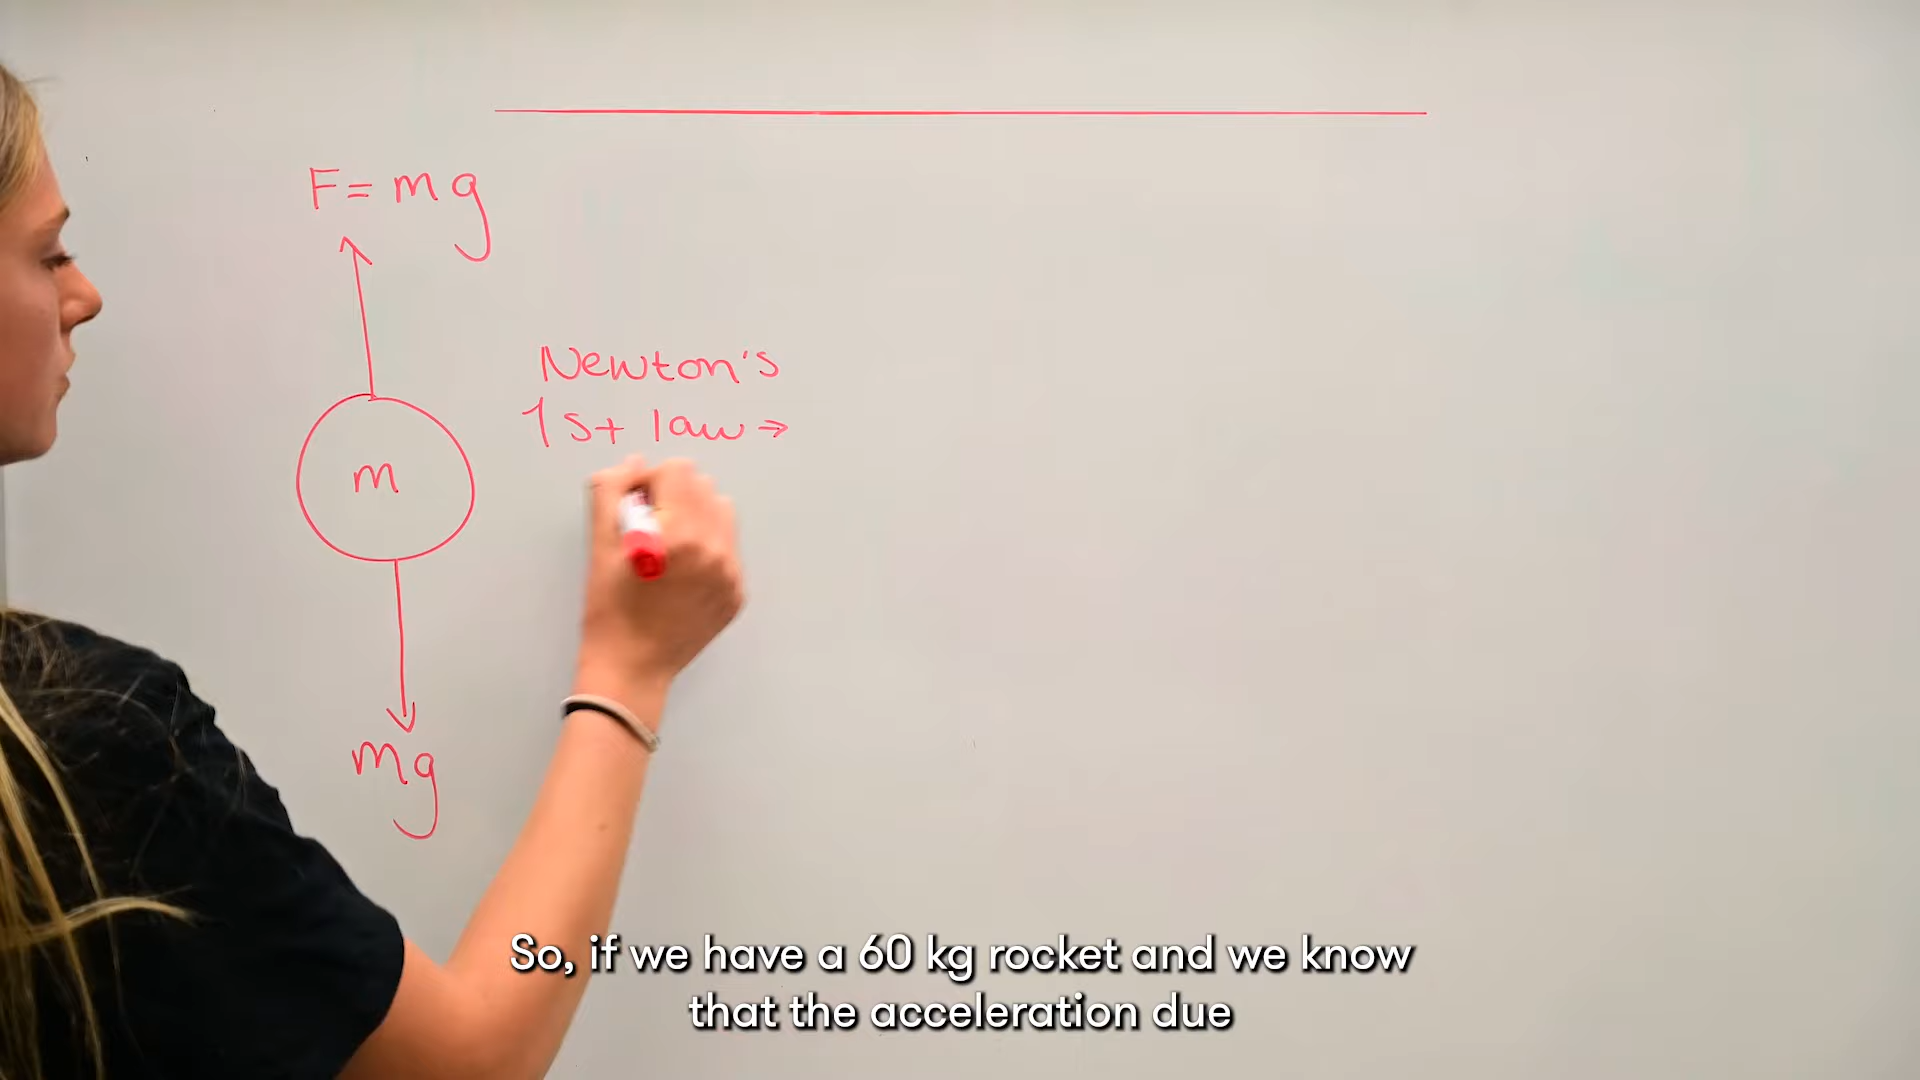 F = mg
Newton's
1st law →
m
mg
So, if we have a 60 kg rocket and we know
that the acceleration due